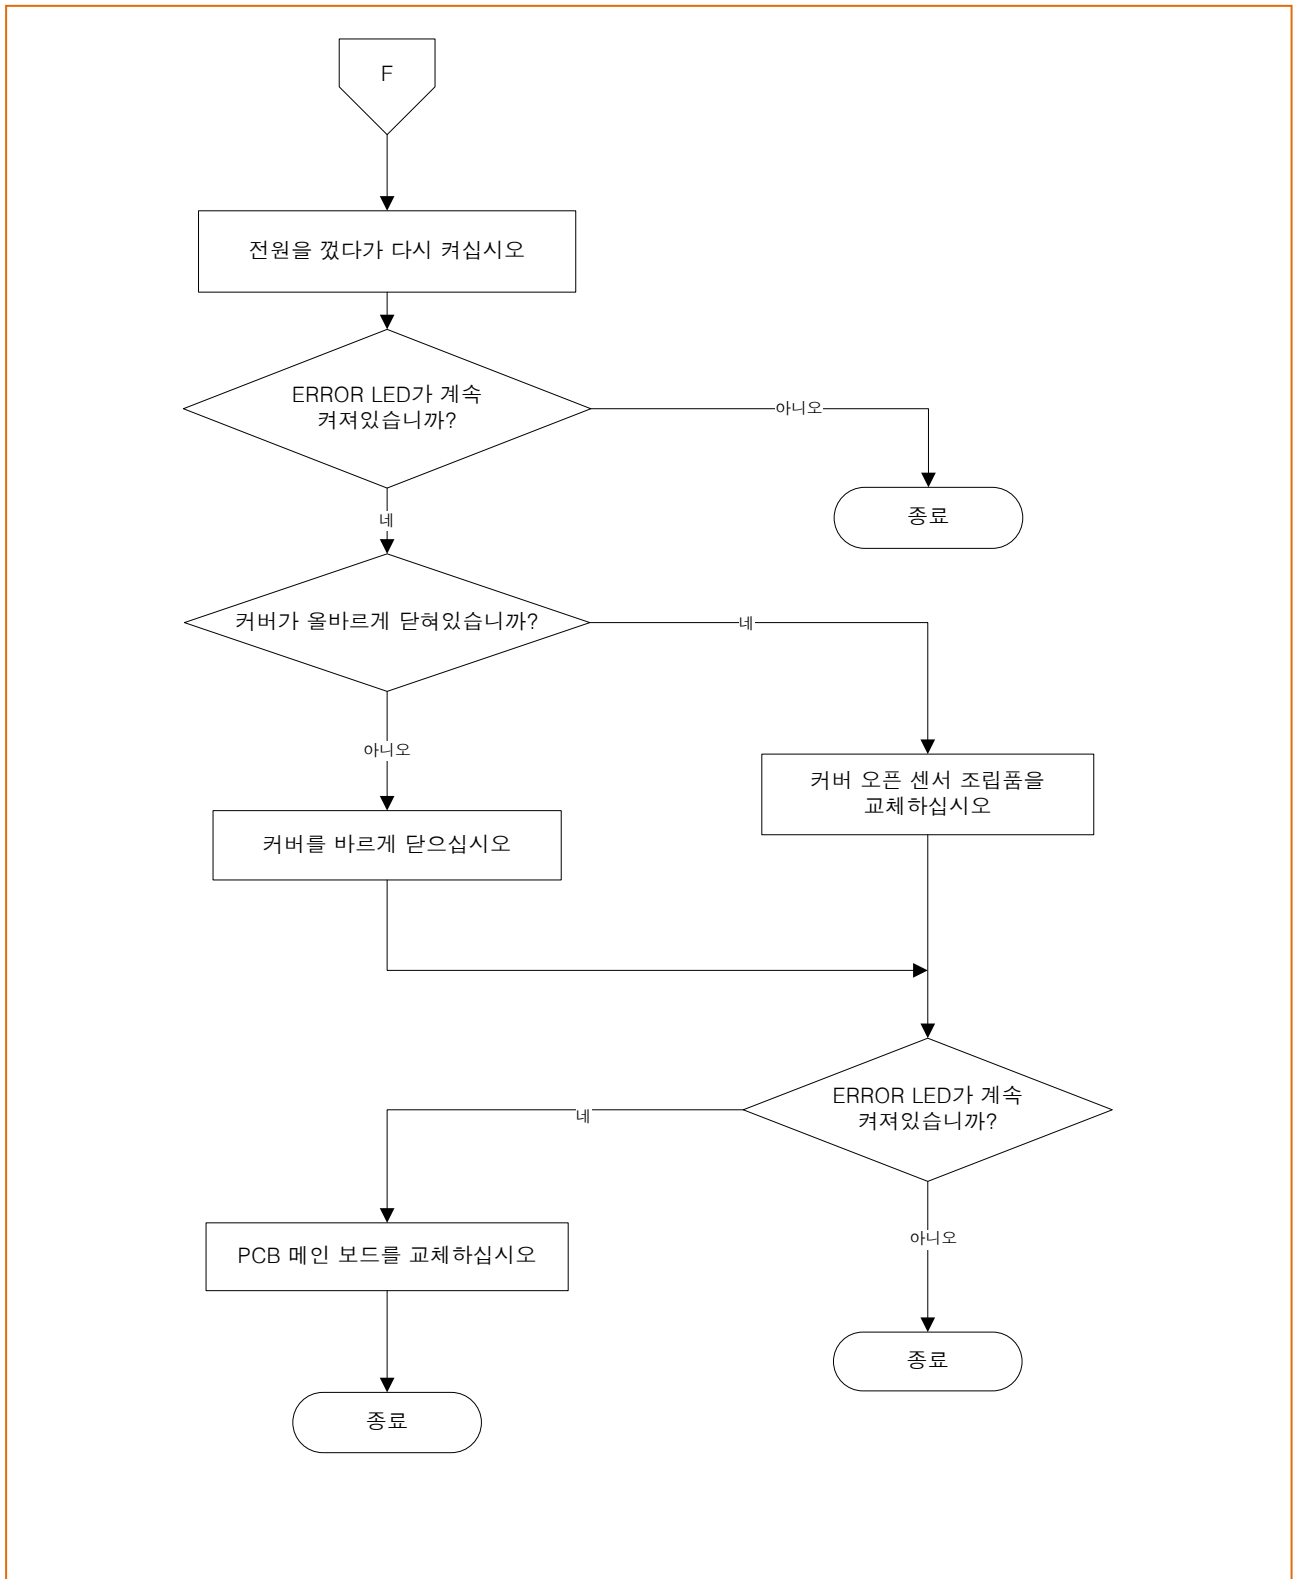 F
전원을 껐다가 다시 켜십시오
ERROR LED가 계속
켜져있습니까?
아니오
종료
네
커버가 올바르게 닫혀있습니까?
네
아니오
커버 오픈 센서 조립품을
교체하십시오
커버를 바르게 닫으십시오
ERROR LED가 계속
켜져있습니까?
네
아니오
PCB 메인 보드를 교체하십시오
종료
종료